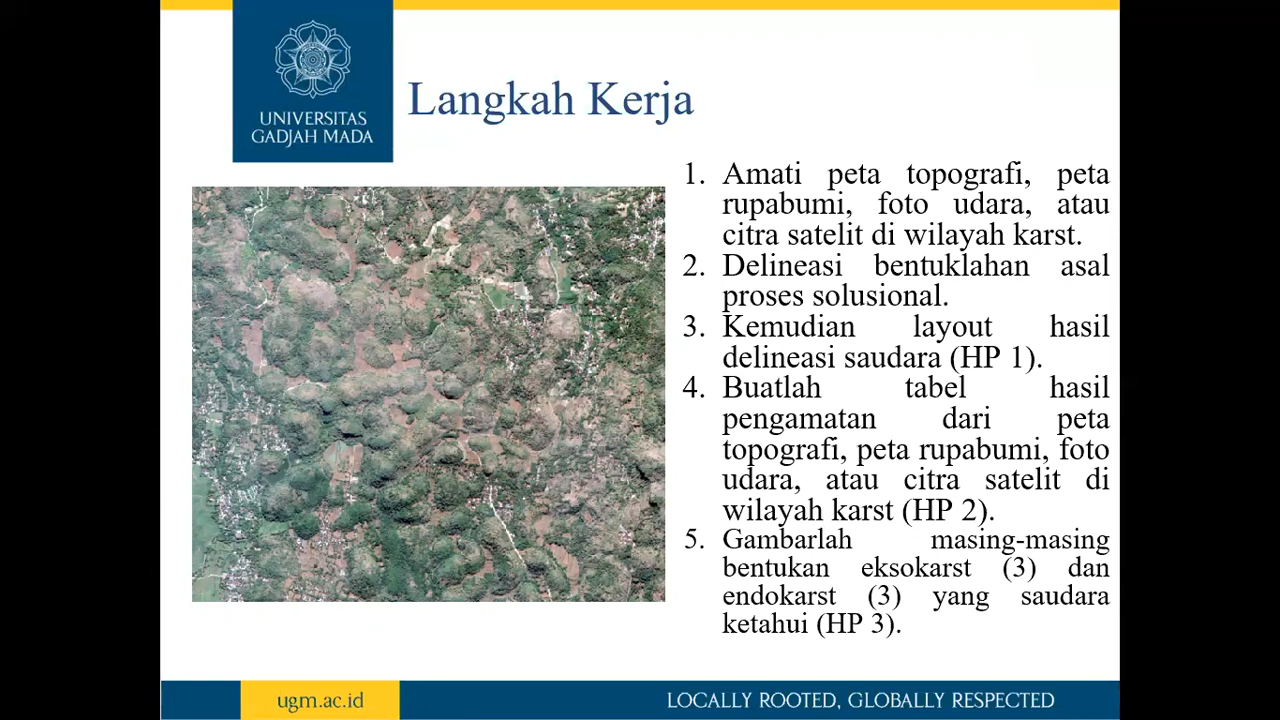 UNIVERSITAS
GADJAH MADA
Langkah Kerja
1. Amati peta topografi, peta
rupabumi, foto udara, atau
citra satelit di wilayah karst.
2. Delineasi bentuklahan asal
proses solusional.
3. Kemudian layout hasil
delineasi saudara (HP 1).
4. Buatlah tabel hasil
pengamatan dari peta
topografi, peta rupabumi, foto
udara, atau citra satelit di
wilayah karst (HP 2).
5. Gambarlah masing-masing
bentukan eksokarst (3) dan
endokarst (3) yang saudara
ketahui (HP 3).
ugm.ac.id
LOCALLY ROOTED, GLOBALLY RESPECTED